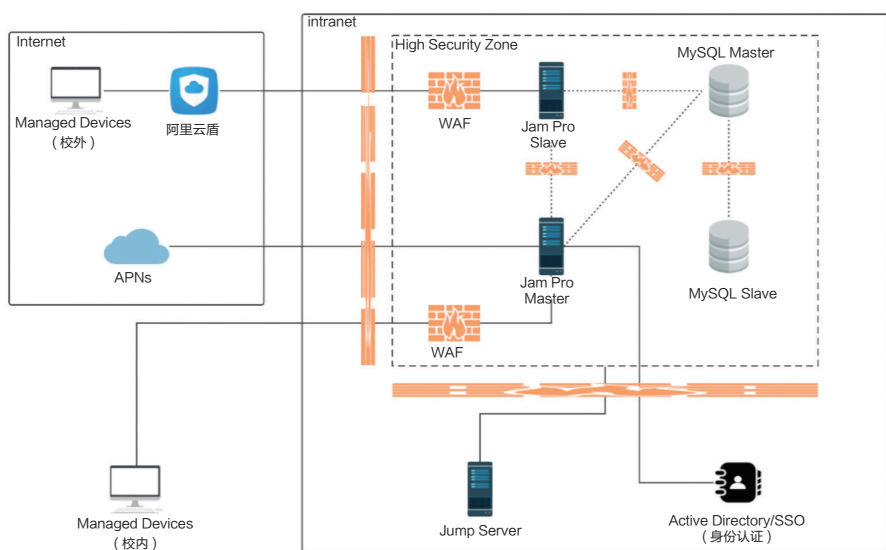 Internet
intranet
High Security Zone
MySQL Master
Managed Devices
（校外）
阿里云盾
WAF
Jam Pro
Slave
APNs
Jam Pro
Master
MySQL Slave
WAF
Managed Devices
（校内）
Jump Server
Active Directory/SSO
（身份认证）